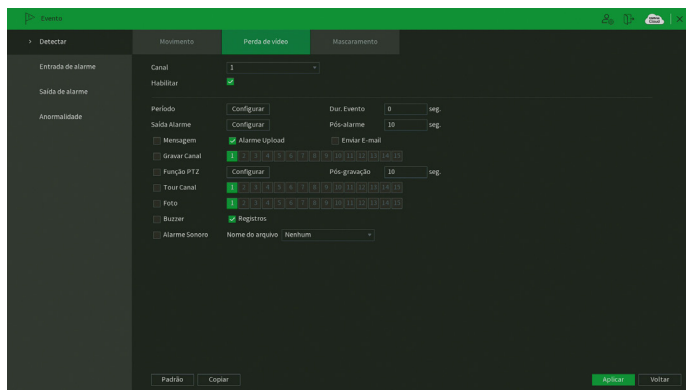 Evento
Detectar
Movimento Perda de vídeo Mascaramento
Entrada de alarme
Saída de alarme
Anormalidade
Canal 1
Habilitar
Período Configurar Dur. Evento 0 seg.
Saída Alarme Configurar Pós-alarme 10 seg.
Mensagem Alarme Upload Enviar E-mail
Gravar Canal 1 2 3 4 5 6 7 8 9 10 11 12 13 14 15
Função PTZ Configurar Pós-gravação 10 seg.
Tour Canal 1 2 3 4 5 6 7 8 9 10 11 12 13 14 15
Foto 1 2 3 4 5 6 7 8 9 10 11 12 13 14 15
Buzzer Registros
Alarme Sonoro Nome do arquivo Nenhum
Padrão Copiar Aplicar Voltar